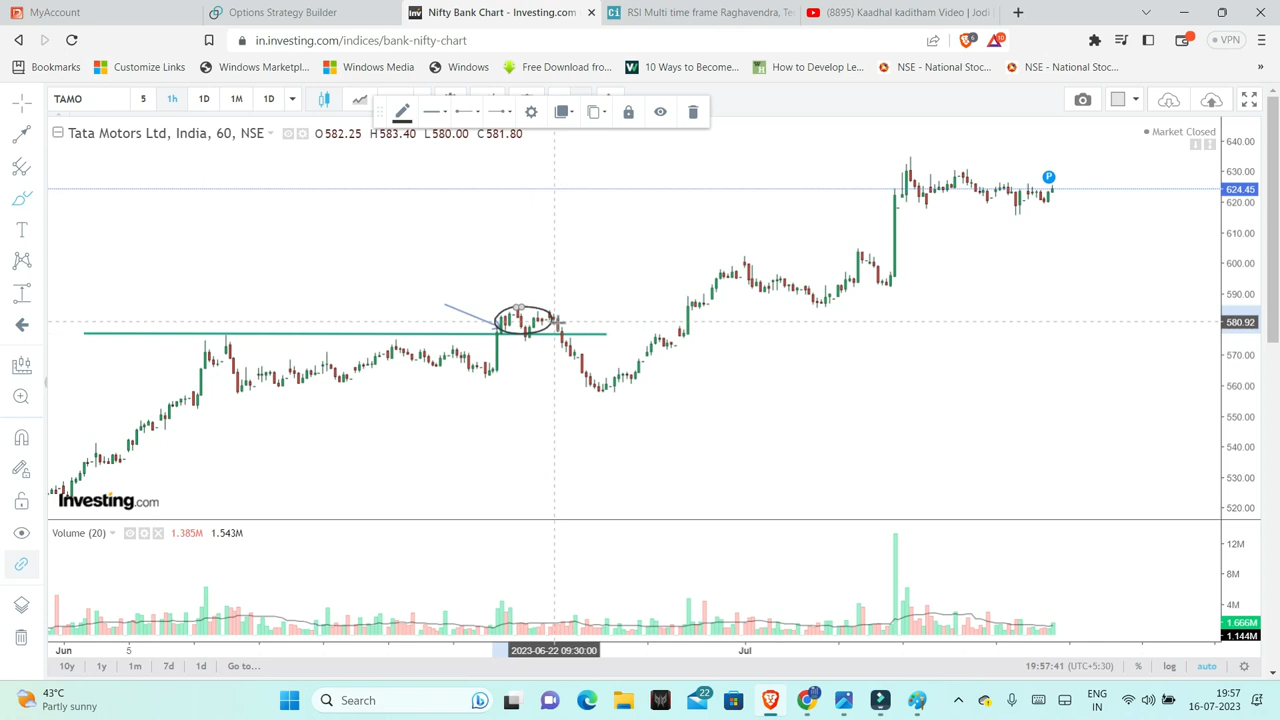 MyAccount
Options Strategy Builder
Nifty Bank Chart - Investing.com
RSI Multi time frame Raghavendra, Te
(8895) Kaadhal kaditham Video | Jodi
in.investing.com/indices/bank-nifty-chart
6
10
VPN
Bookmarks
Customize Links
Windows Marketpl...
Windows Media
Windows
Free Download fro...
10 Ways to Become...
How to Develop Le...
NSE - National Stoc...
NSE - National Stoc...
»
TAMO
5
1h
1D
1M
1D
Tata Motors Ltd, India, 60, NSE
O582.25 H583.40 L580.00 C581.80
Market Closed
640.00
630.00
P
624.45
620.00
610.00
600.00
590.00
580.92
570.00
560.00
550.00
540.00
530.00
520.00
Investing.com
Volume (20)
1.385M
1.543M
12M
8M
4M
1.666M
1.144M
Jun
5
2023-06-22 09:30:00
Jul
10y
1y
1m
7d
1d
Go to...
19:57:41 (UTC+5:30)
%
log
auto
43°C
Partly sunny
Search
22
ENG
IN
19:57
16-07-2023